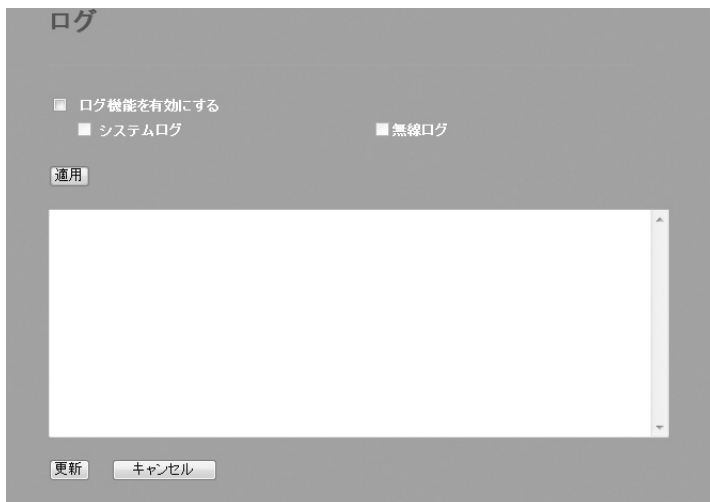 ログ
ログ機能を有効にする
システムログ 無線ログ
適用
更新 キャンセル